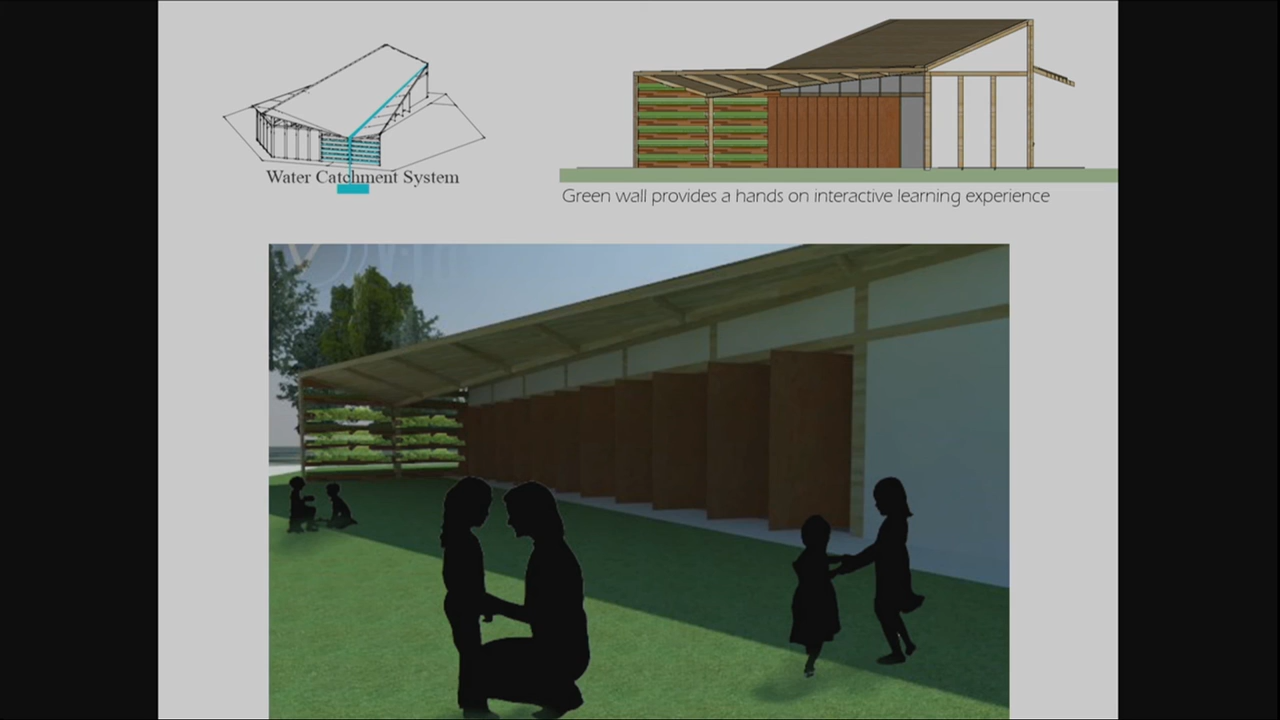 Water Catchment System
Green wall provides a hands on interactive learning experience